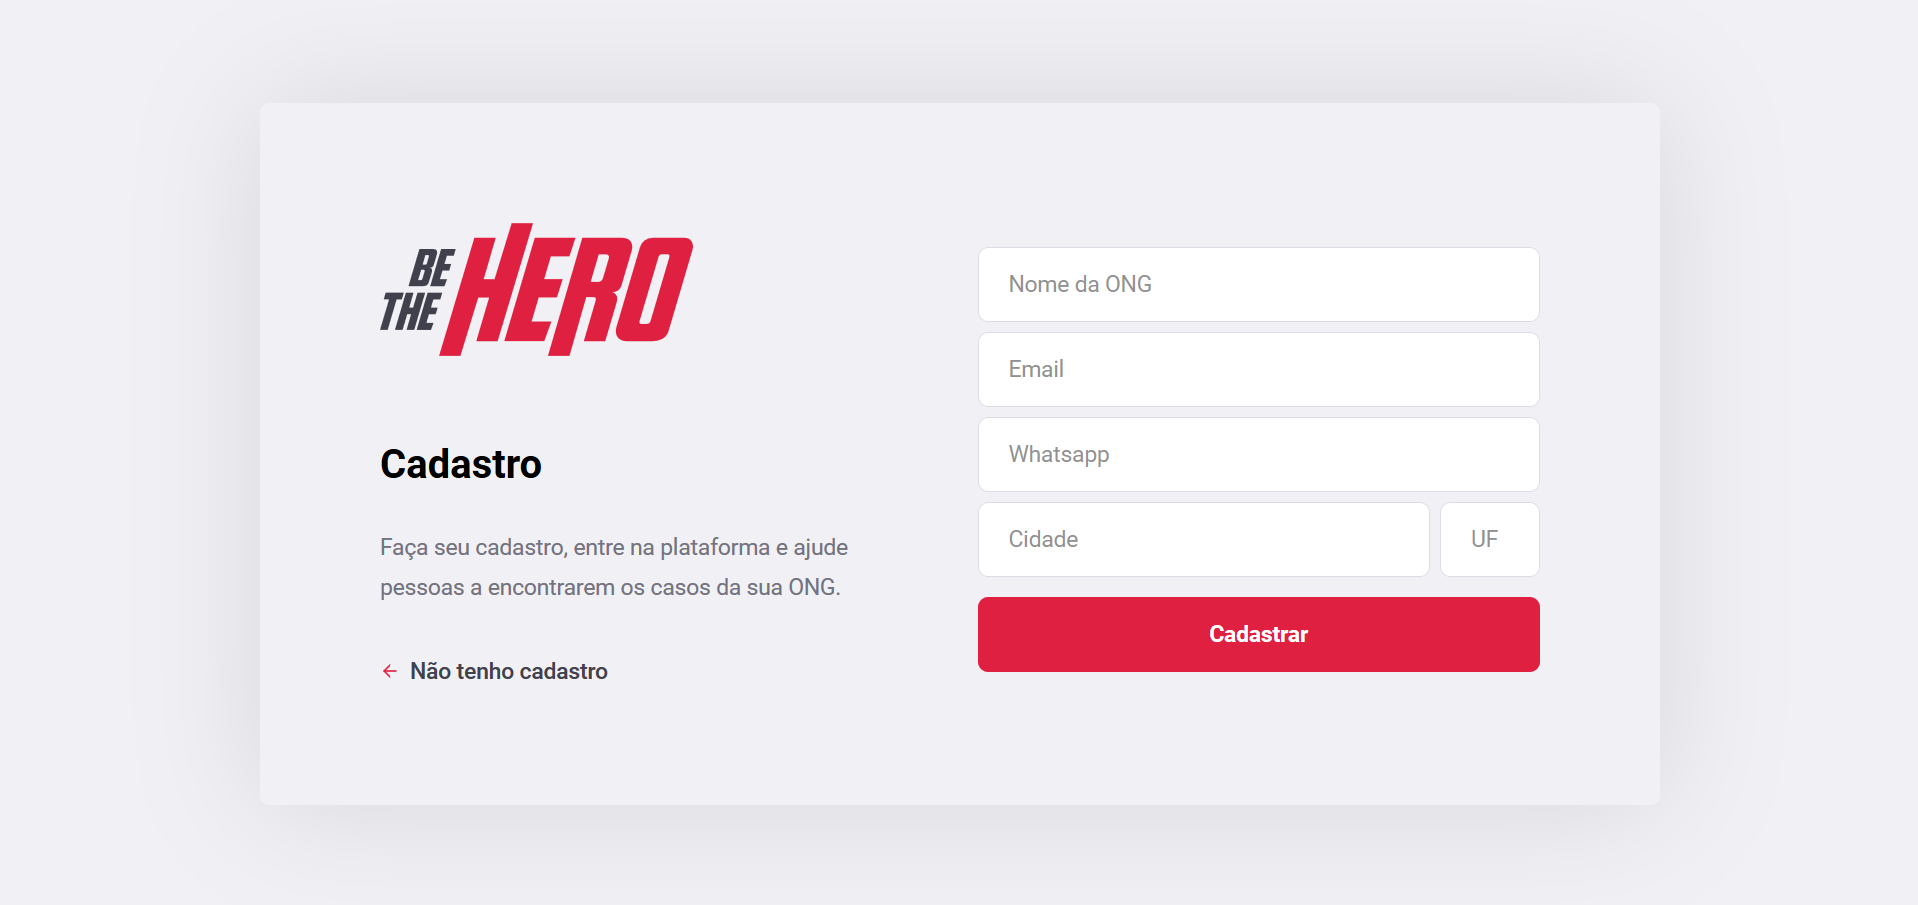 BE
THE
HERO
Cadastro
Faça seu cadastro, entre na plataforma e ajude
pessoas a encontrarem os casos da sua ONG.
Não tenho cadastro
Nome da ONG
Email
Whatsapp
Cidade
UF
Cadastrar